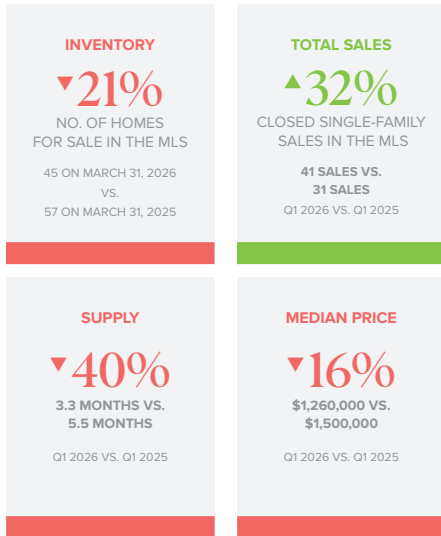 INVENTORY
▼21%
NO. OF HOMES
FOR SALE IN THE MLS
45 ON MARCH 31, 2026
VS.
57 ON MARCH 31, 2025
TOTAL SALES
▲32%
CLOSED SINGLE-FAMILY
SALES IN THE MLS
41 SALES VS.
31 SALES
Q1 2026 VS. Q1 2025
SUPPLY
▼40%
3.3 MONTHS VS.
5.5 MONTHS
Q1 2026 VS. Q1 2025
MEDIAN PRICE
▼16%
$1,260,000 VS.
$1,500,000
Q1 2026 VS. Q1 2025